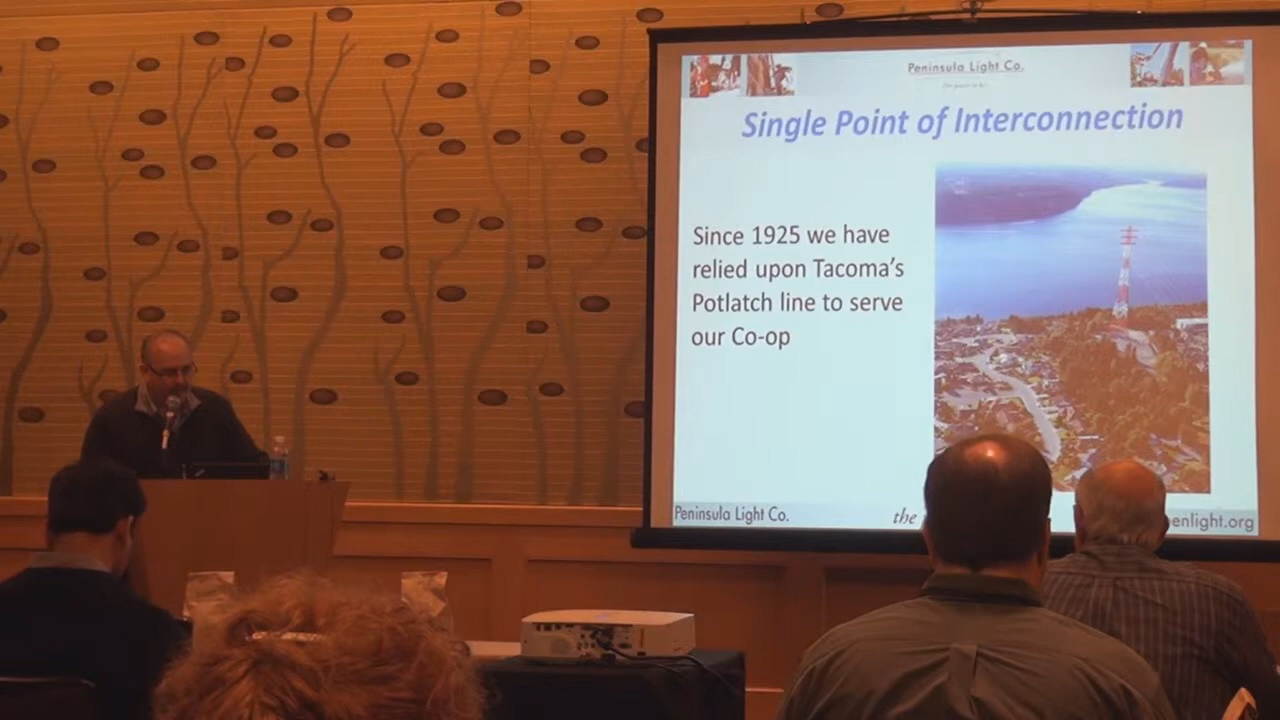 Peninsula Light Co.
Single Point of Interconnection
Since 1925 we have
relied upon Tacoma's
Potlatch line to serve
our Co-op
Peninsula Light Co.
the
enlight.org